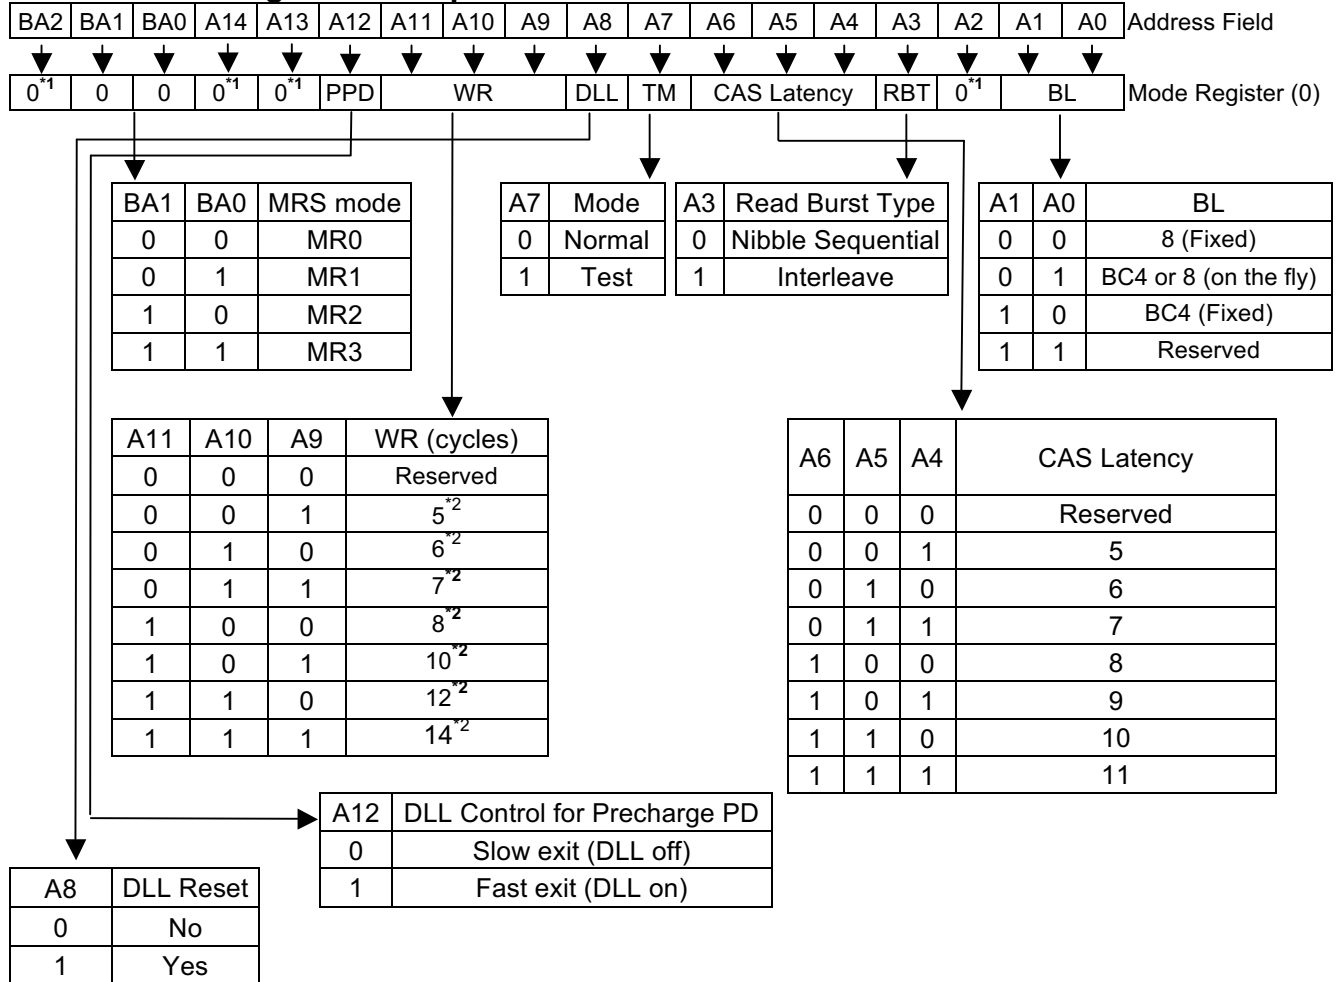 BA2 BA1 BA0 A14 A13 A12 A11 A10 A9 A8 A7 A6 A5 A4 A3 A2 A1 A0 Address Field
0*1 0 0 0*1 0*1 PPD WR DLL TM CAS Latency RBT 0*1 BL Mode Register (0)
BA1 BA0 MRS mode
0 0 MR0
0 1 MR1
1 0 MR2
1 1 MR3
A7 Mode
0 Normal
1 Test
A3 Read Burst Type
0 Nibble Sequential
1 Interleave
A1 A0 BL
0 0 8 (Fixed)
0 1 BC4 or 8 (on the fly)
1 0 BC4 (Fixed)
1 1 Reserved
A11 A10 A9 WR (cycles)
0 0 0 Reserved
0 0 1 5*2
0 1 0 6*2
0 1 1 7*2
1 0 0 8*2
1 0 1 10*2
1 1 0 12*2
1 1 1 14*2
A6 A5 A4 CAS Latency
0 0 0 Reserved
0 0 1 5
0 1 0 6
0 1 1 7
1 0 0 8
1 0 1 9
1 1 0 10
1 1 1 11
A12 DLL Control for Precharge PD
0 Slow exit (DLL off)
1 Fast exit (DLL on)
A8 DLL Reset
0 No
1 Yes